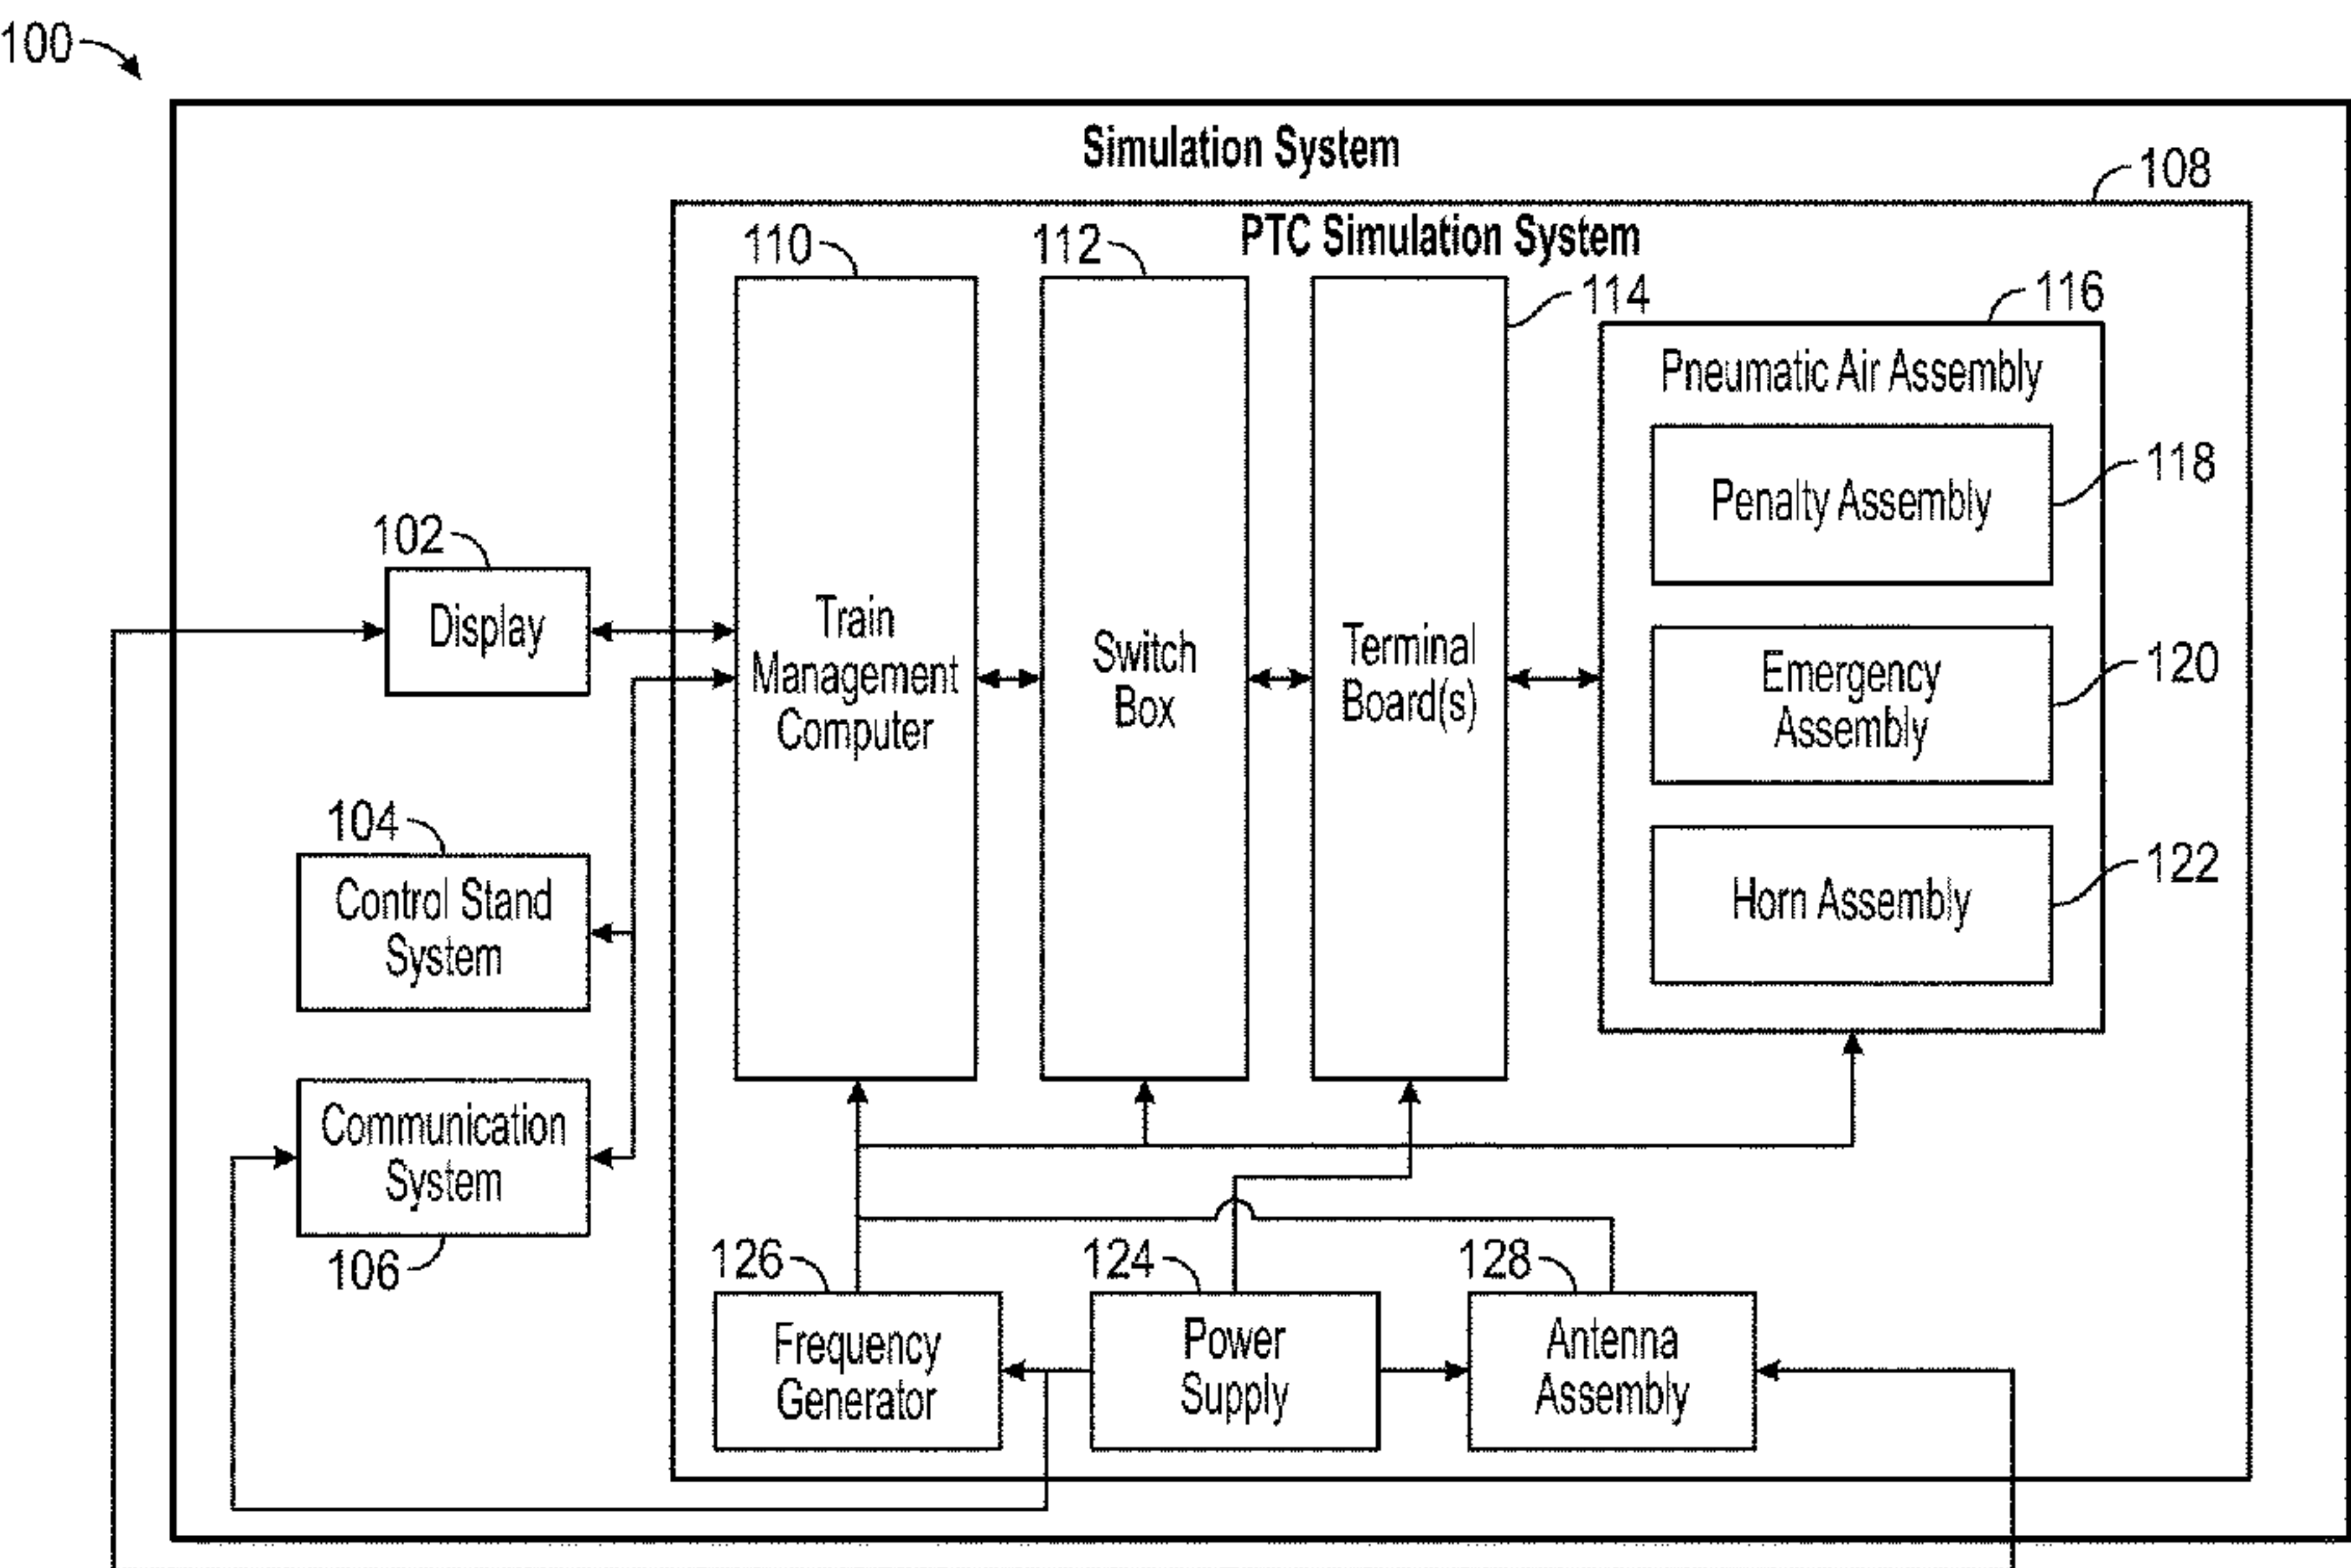 100
Simulation System
108
PTC Simulation System
110
112
114
116
Pneumatic Air Assembly
118
Penalty Assembly
102
Display
Train
Management
Computer
Switch
Box
Terminal
Board(s)
120
Emergency
Assembly
104
Control Stand
System
122
Horn Assembly
Communication
System
106
126
124
128
Frequency
Generator
Power
Supply
Antenna
Assembly